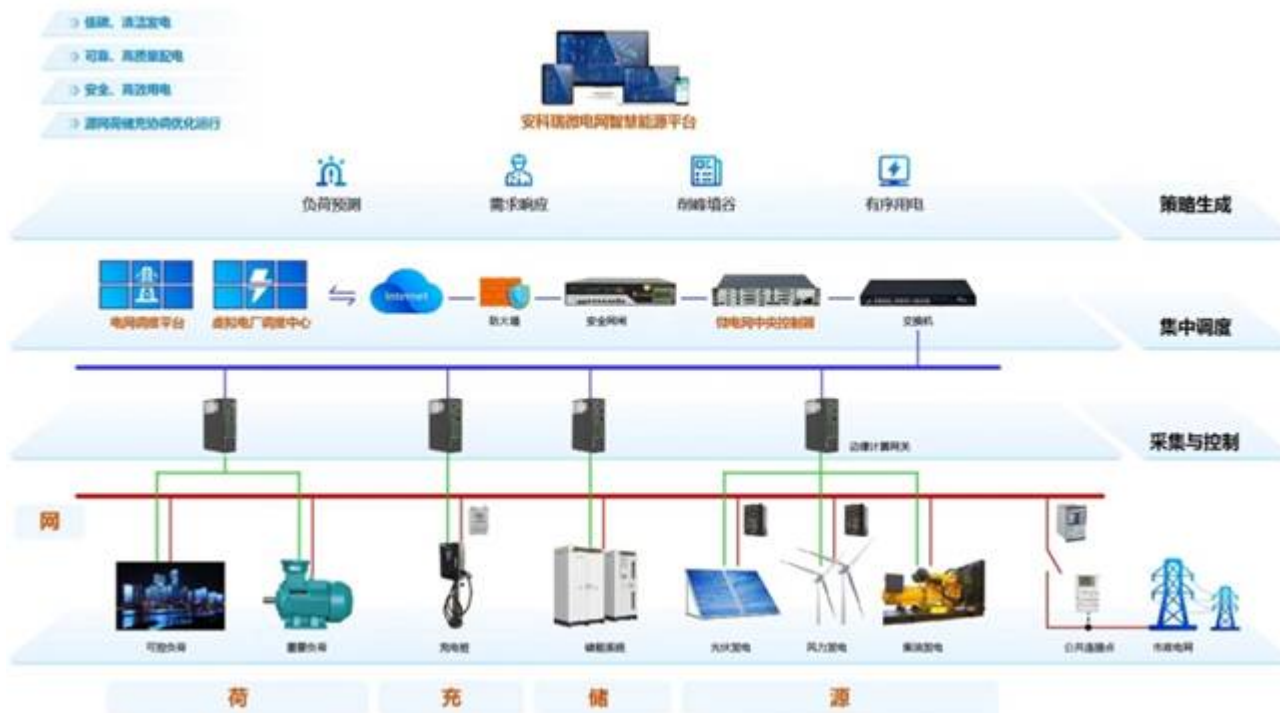 低碳、清洁发电
可靠、高质量配电
安全、高效用电
源网荷储充协调优化运行
安科瑞微电网智慧能源平台
负荷预测
需求响应
削峰填谷
有序用电
策略生成
Internet
电网调度平台
虚拟电厂调度中心
防火墙
安全网闸
微电网中央控制器
交换机
集中调度
边缘计算网关
采集与控制
网
可控负荷
重要负荷
充电桩
储能系统
光伏发电
风力发电
柴油发电
公共连接点
市政电网
荷
充
储
源